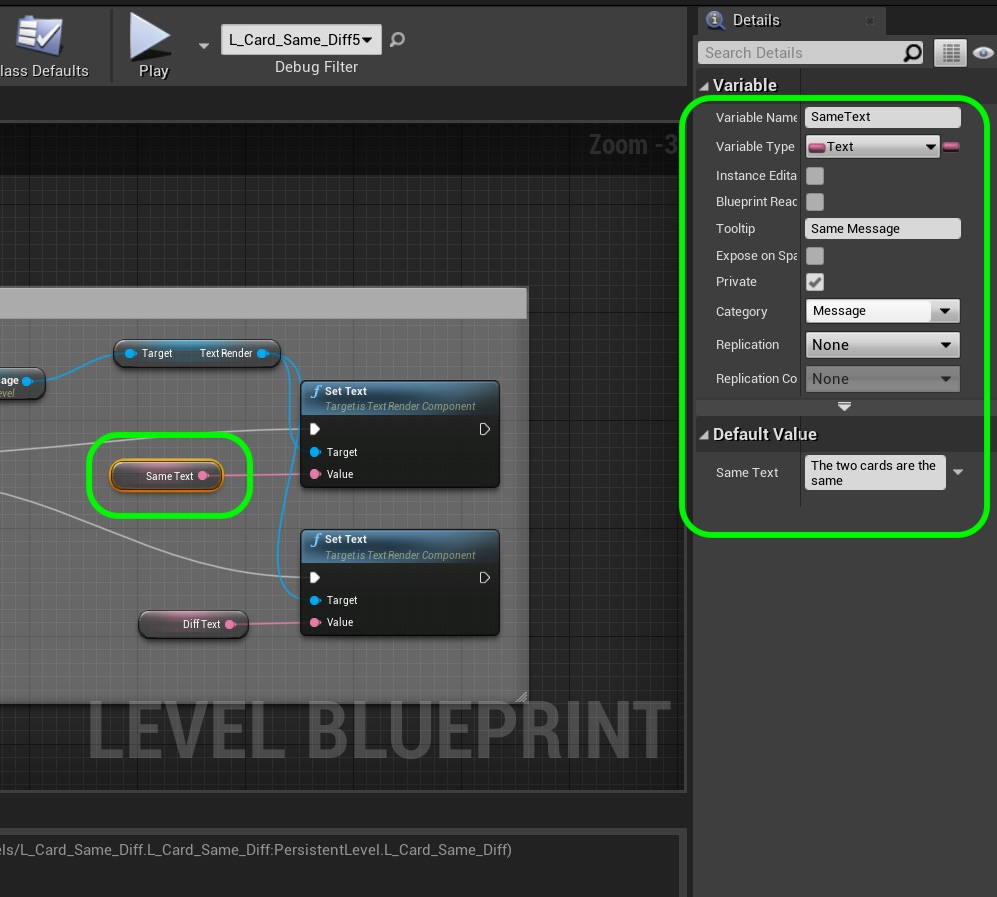 lass Defaults
Play
L_Card_Same_Diff5
Debug Filter
Zoom -3
age
evel
Target Text Render
Set Text
Target is Text Render Component
Target
Value
Same Text
Set Text
Target is Text Render Component
Target
Value
Diff Text
LEVEL BLUEPRINT
els/L_Card_Same_Diff.L_Card_Same_Diff:PersistentLevel.L_Card_Same_Diff)
Details
Search Details
Variable
Variable Name SameText
Variable Type Text
Instance Edita
Blueprint Reac
Tooltip Same Message
Expose on Spa
Private
Category Message
Replication None
Replication Co None
Default Value
Same Text The two cards are the
same